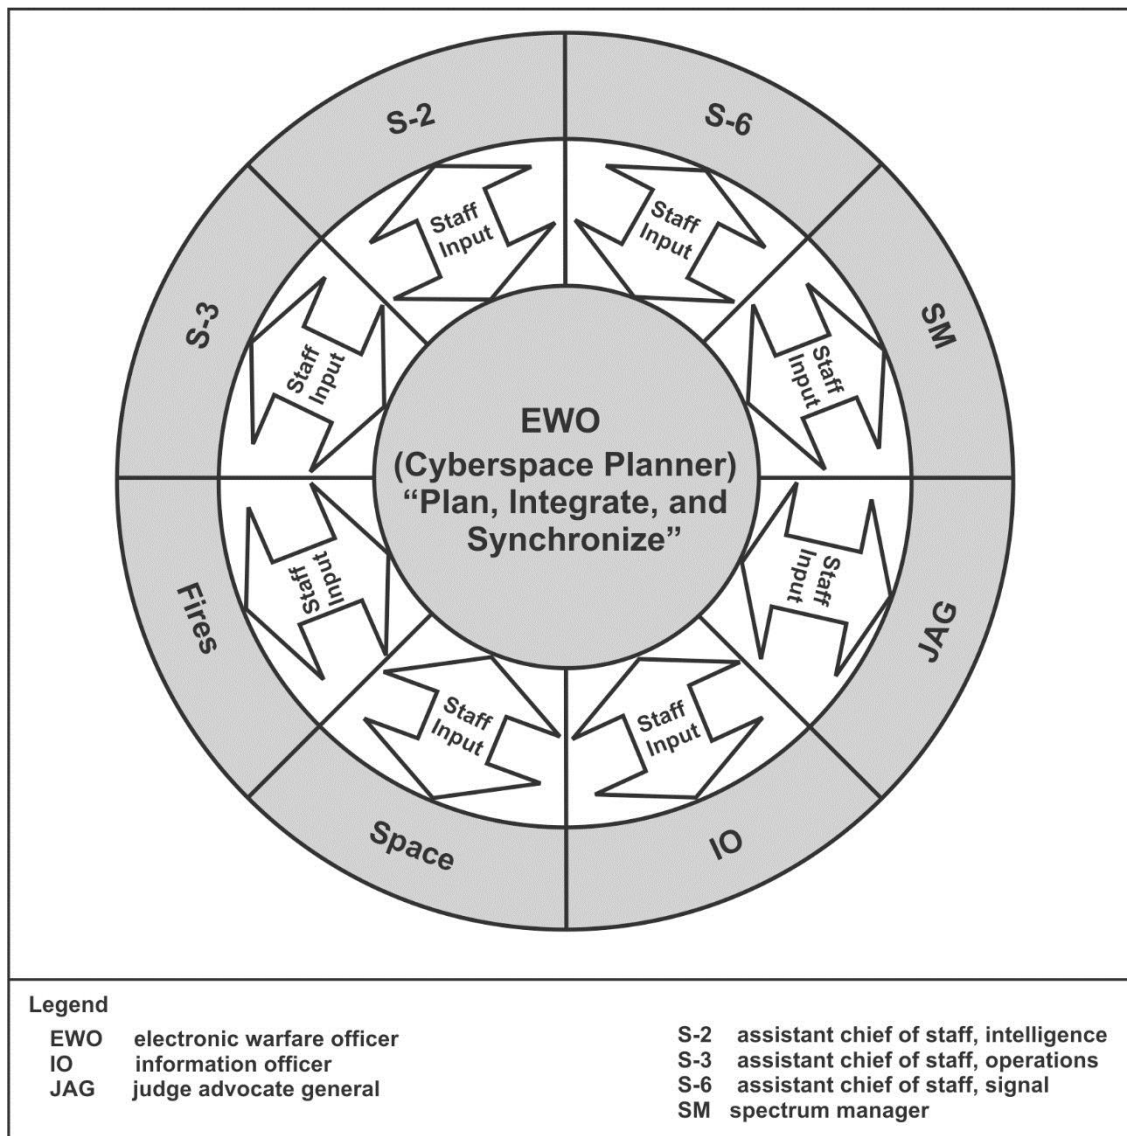 S-2
S-6
Staff
Input
Staff
Input
S-3
SM
Staff
Input
Staff
Input
EWO
(Cyberspace Planner)
“Plan, Integrate, and
Synchronize”
Staff
Input
Staff
Input
Fires
JAG
Staff
Input
Staff
Input
Space
IO
Legend
EWO electronic warfare officer
IO information officer
JAG judge advocate general
S-2 assistant chief of staff, intelligence
S-3 assistant chief of staff, operations
S-6 assistant chief of staff, signal
SM spectrum manager